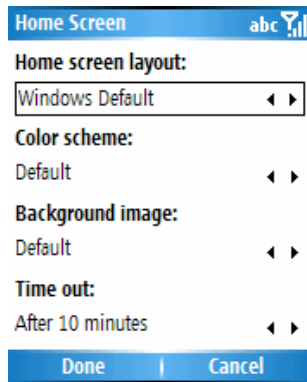 Home Screen abc
Home screen layout:
Windows Default
Color scheme:
Default
Background image:
Default
Time out:
After 10 minutes
Done Cancel